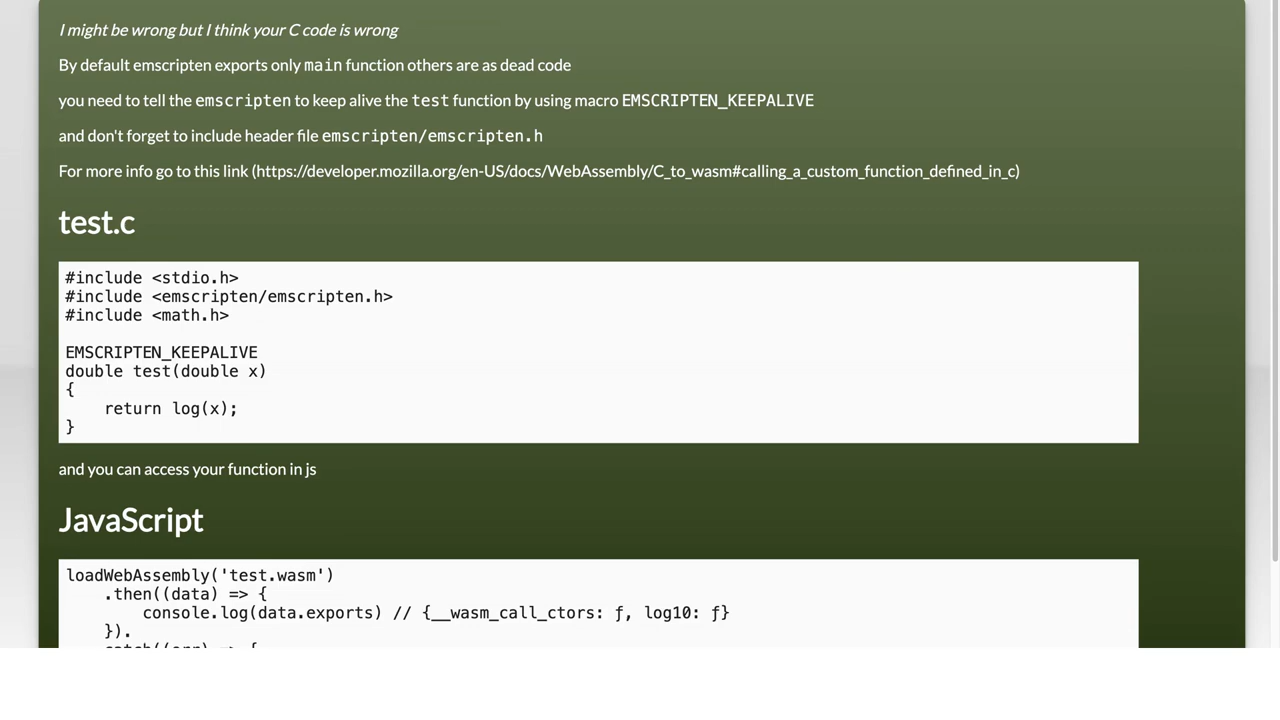 I might be wrong but I think your C code is wrong
By default emscripten exports only main function others are as dead code
you need to tell the emscripten to keep alive the test function by using macro EMSCRIPTEN_KEEPALIVE
and don't forget to include header file emscripten/emscripten.h
For more info go to this link (https://developer.mozilla.org/en-US/docs/WebAssembly/C_to_wasm#calling_a_custom_function_defined_in_c)
test.c
#include <stdio.h>
#include <emscripten/emscripten.h>
#include <math.h>
EMSCRIPTEN_KEEPALIVE
double test(double x)
{
    return log(x);
}
and you can access your function in js
JavaScript
loadWebAssembly('test.wasm')
    .then((data) => {
        console.log(data.exports) // {__wasm_call_ctors: ƒ, log10: ƒ}
    }).